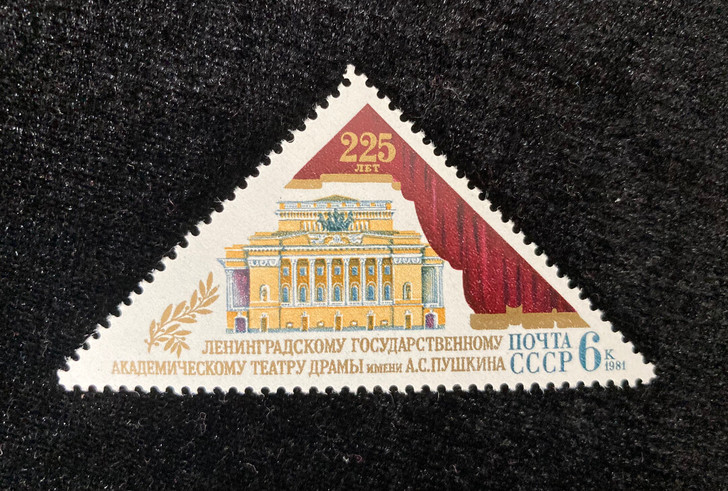 225
ЛЕТ
ЛЕНИНГРАДСКОМУ ГОСУДАРСТВЕННОМУ
АКАДЕМИЧЕСКОМУ ТЕАТРУ ДРАМЫ ИМЕНИ А.С.ПУШКИНА
ПОЧТА
СССР
6 К
1981